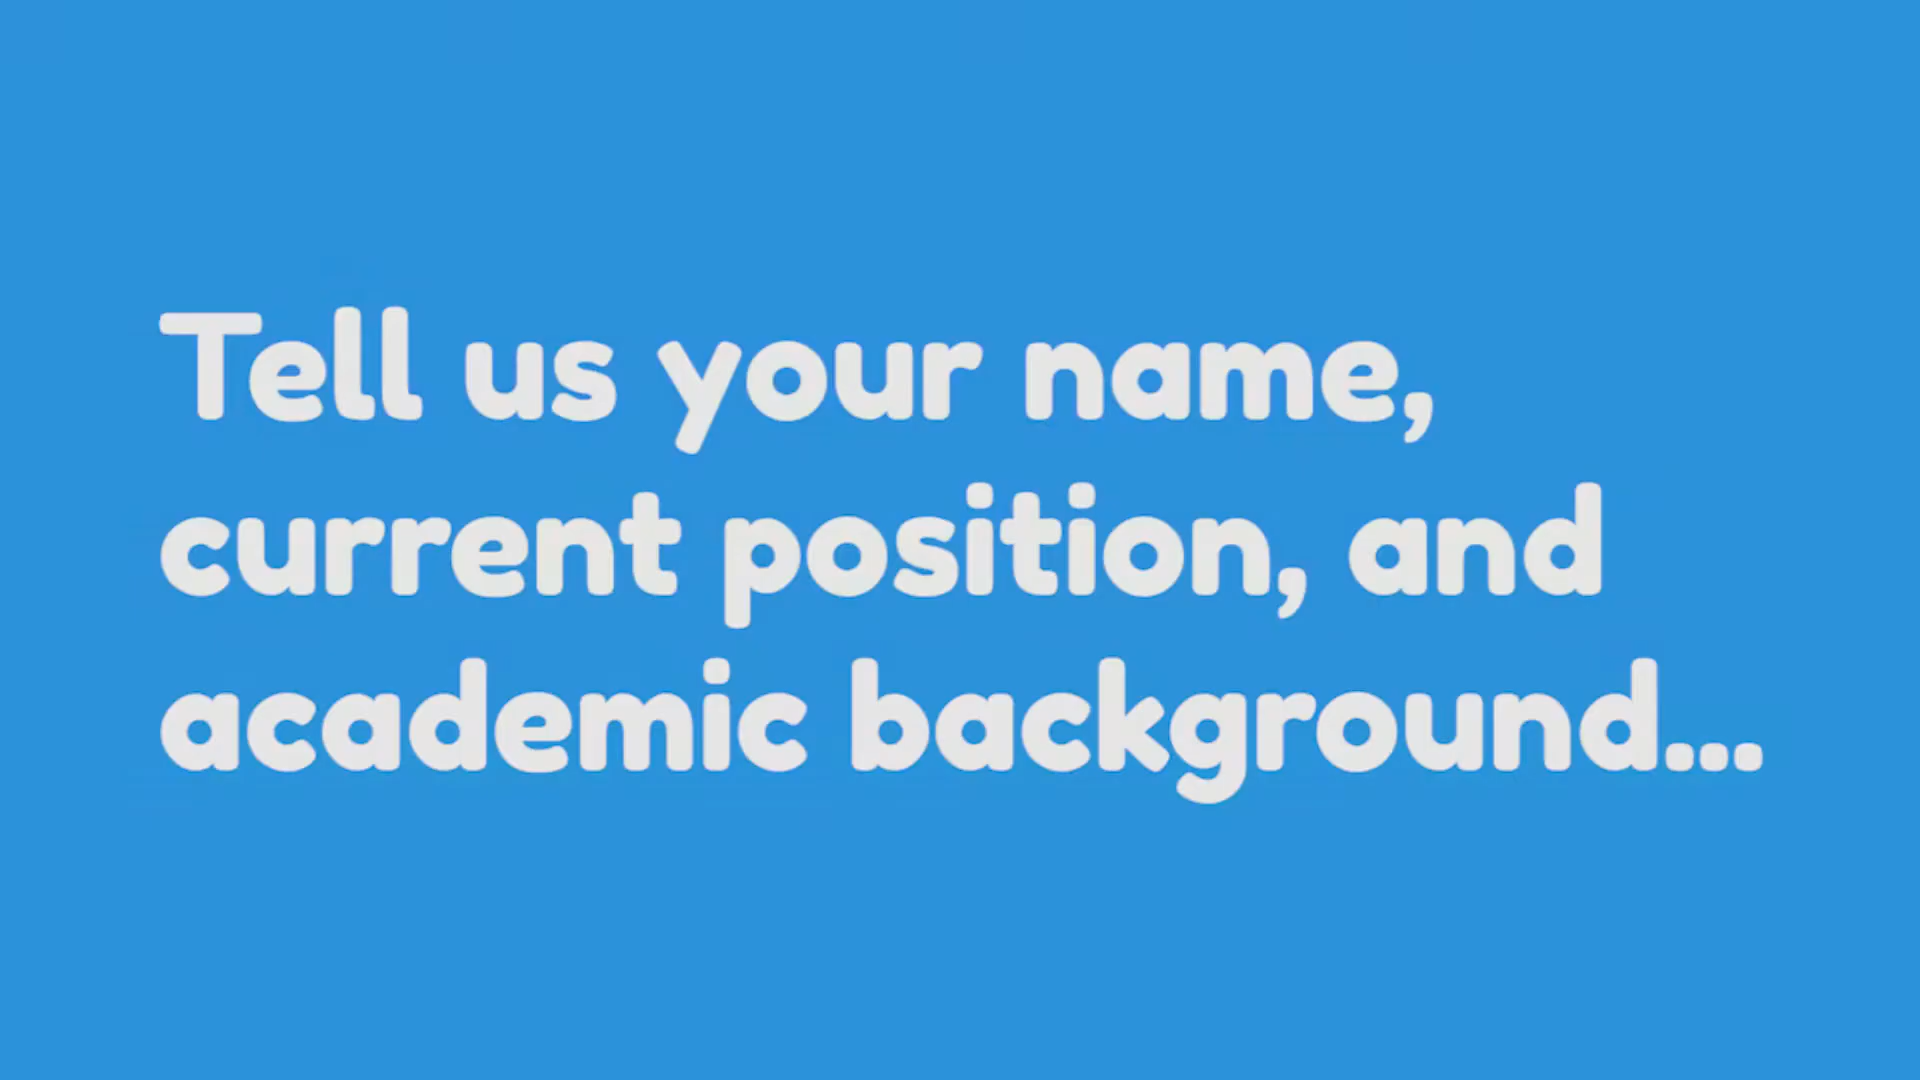 Tell us your name,
current position, and
academic background...